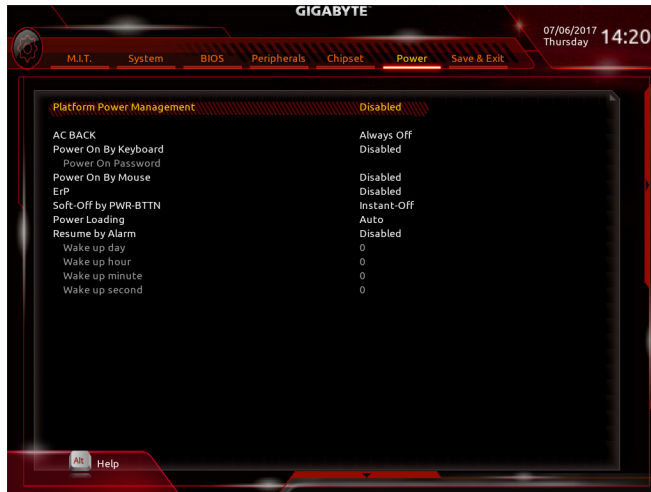 GIGABYTE
07/06/2017 Thursday 14:20
M.I.T. System BIOS Peripherals Chipset Power Save & Exit
Platform Power Management Disabled
AC BACK Always Off
Power On By Keyboard Disabled
Power On Password
Power On By Mouse Disabled
ErP Disabled
Soft-Off by PWR-BTTN Instant-Off
Power Loading Auto
Resume by Alarm Disabled
Wake up day 0
Wake up hour 0
Wake up minute 0
Wake up second 0
Alt Help